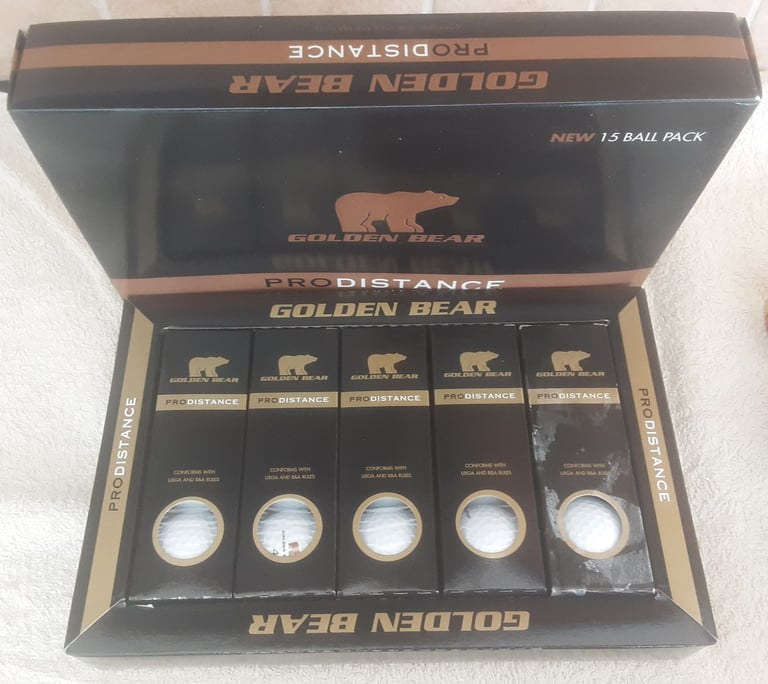 PRODISTANCE
GOLDEN BEAR
NEW 15 BALL PACK
GOLDEN BEAR
PRODISTANCE
GOLDEN BEAR
PRODISTANCE
GOLDEN BEAR
PRODISTANCE
CONFORMS WITH
USGA AND R&A RULES
GOLDEN BEAR
PRODISTANCE
CONFORMS WITH
USGA AND R&A RULES
GOLDEN BEAR
PRODISTANCE
CONFORMS WITH
USGA AND R&A RULES
GOLDEN BEAR
PRODISTANCE
CONFORMS WITH
USGA AND R&A RULES
GOLDEN BEAR
PRODISTANCE
CONFORMS WITH
USGA AND R&A RULES
PRODISTANCE
GOLDEN BEAR